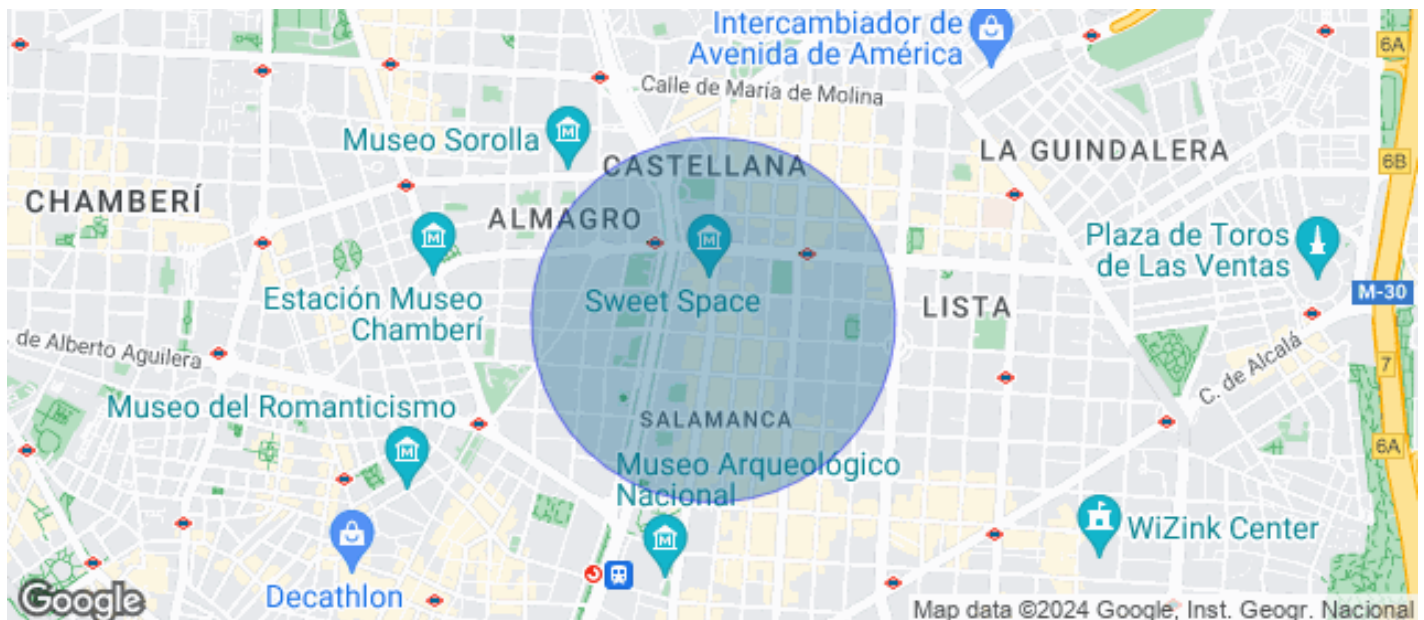 Intercambiador de
Avenida de América
6A
Calle de María de Molina
Museo Sorolla
CASTELLANA
LA GUINDALERA
6B
CHAMBERÍ
ALMAGRO
Plaza de Toros
de Las Ventas
Estación Museo
Chamberí
Sweet Space
LISTA
M-30
de Alberto Aguilera
C. de Alcalá
7
Museo del Romanticismo
SALAMANCA
6A
Museo Arqueológico
Nacional
WiZink Center
Decathlon
Google
Map data ©2024 Google, Inst. Geogr. Nacional